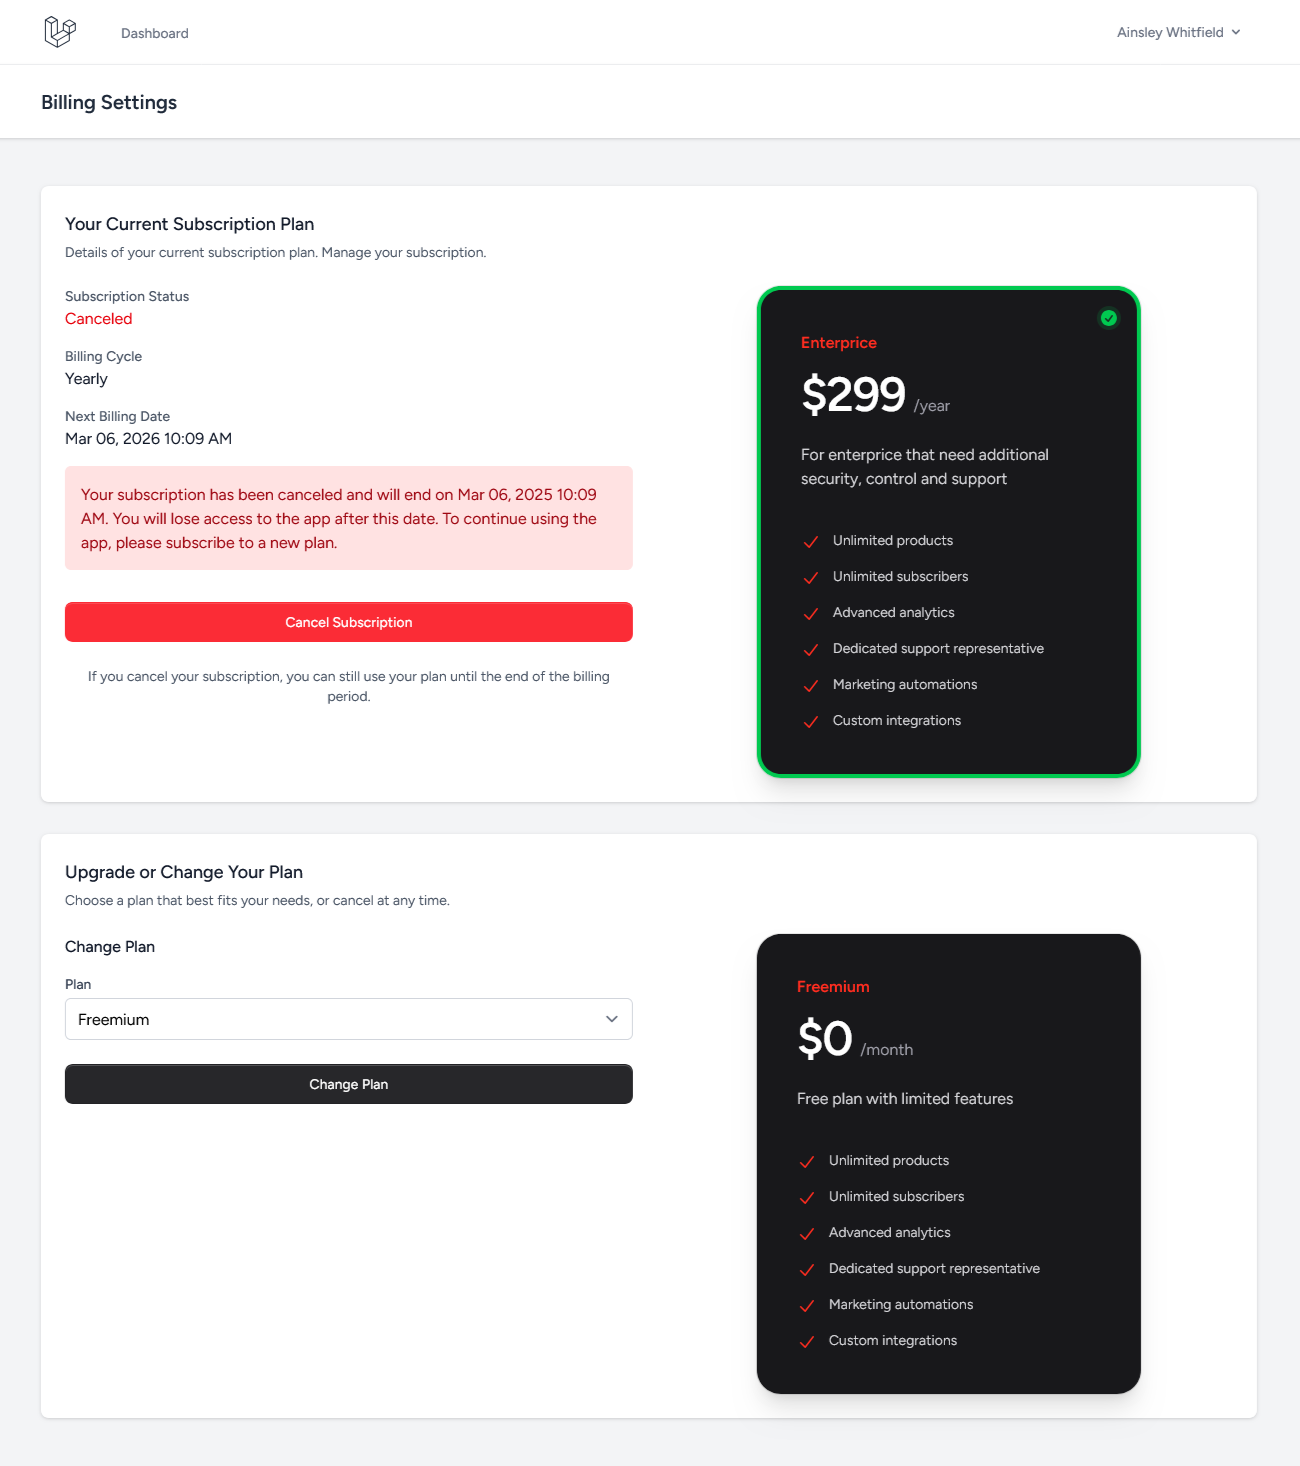 Dashboard
Ainsley Whitfield
Billing Settings
Your Current Subscription Plan
Details of your current subscription plan. Manage your subscription.
Subscription Status
Canceled
Billing Cycle
Yearly
Next Billing Date
Mar 06, 2026 10:09 AM
Your subscription has been canceled and will end on Mar 06, 2025 10:09
AM. You will lose access to the app after this date. To continue using the
app, please subscribe to a new plan.
Cancel Subscription
If you cancel your subscription, you can still use your plan until the end of the billing
period.
Enterprice
$299 /year
For enterprice that need additional
security, control and support
Unlimited products
Unlimited subscribers
Advanced analytics
Dedicated support representative
Marketing automations
Custom integrations
Upgrade or Change Your Plan
Choose a plan that best fits your needs, or cancel at any time.
Change Plan
Plan
Freemium
Change Plan
Freemium
$0 /month
Free plan with limited features
Unlimited products
Unlimited subscribers
Advanced analytics
Dedicated support representative
Marketing automations
Custom integrations